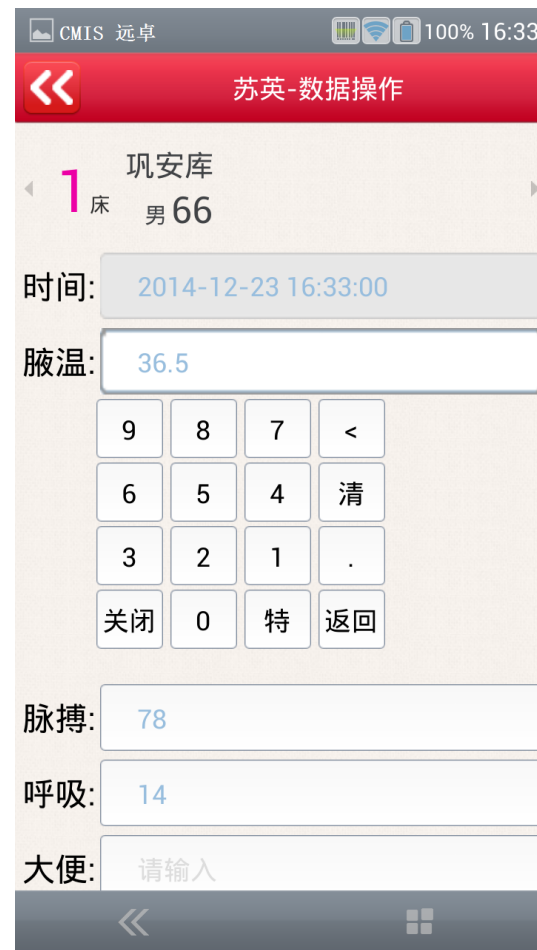 CMIS 远卓 100% 16:33
苏英-数据操作
巩安库
1床 男66
时间: 2014-12-23 16:33:00
腋温: 36.5
9 8 7 <
6 5 4 清
3 2 1 .
关闭 0 特 返回
脉搏: 78
呼吸: 14
大便: 请输入